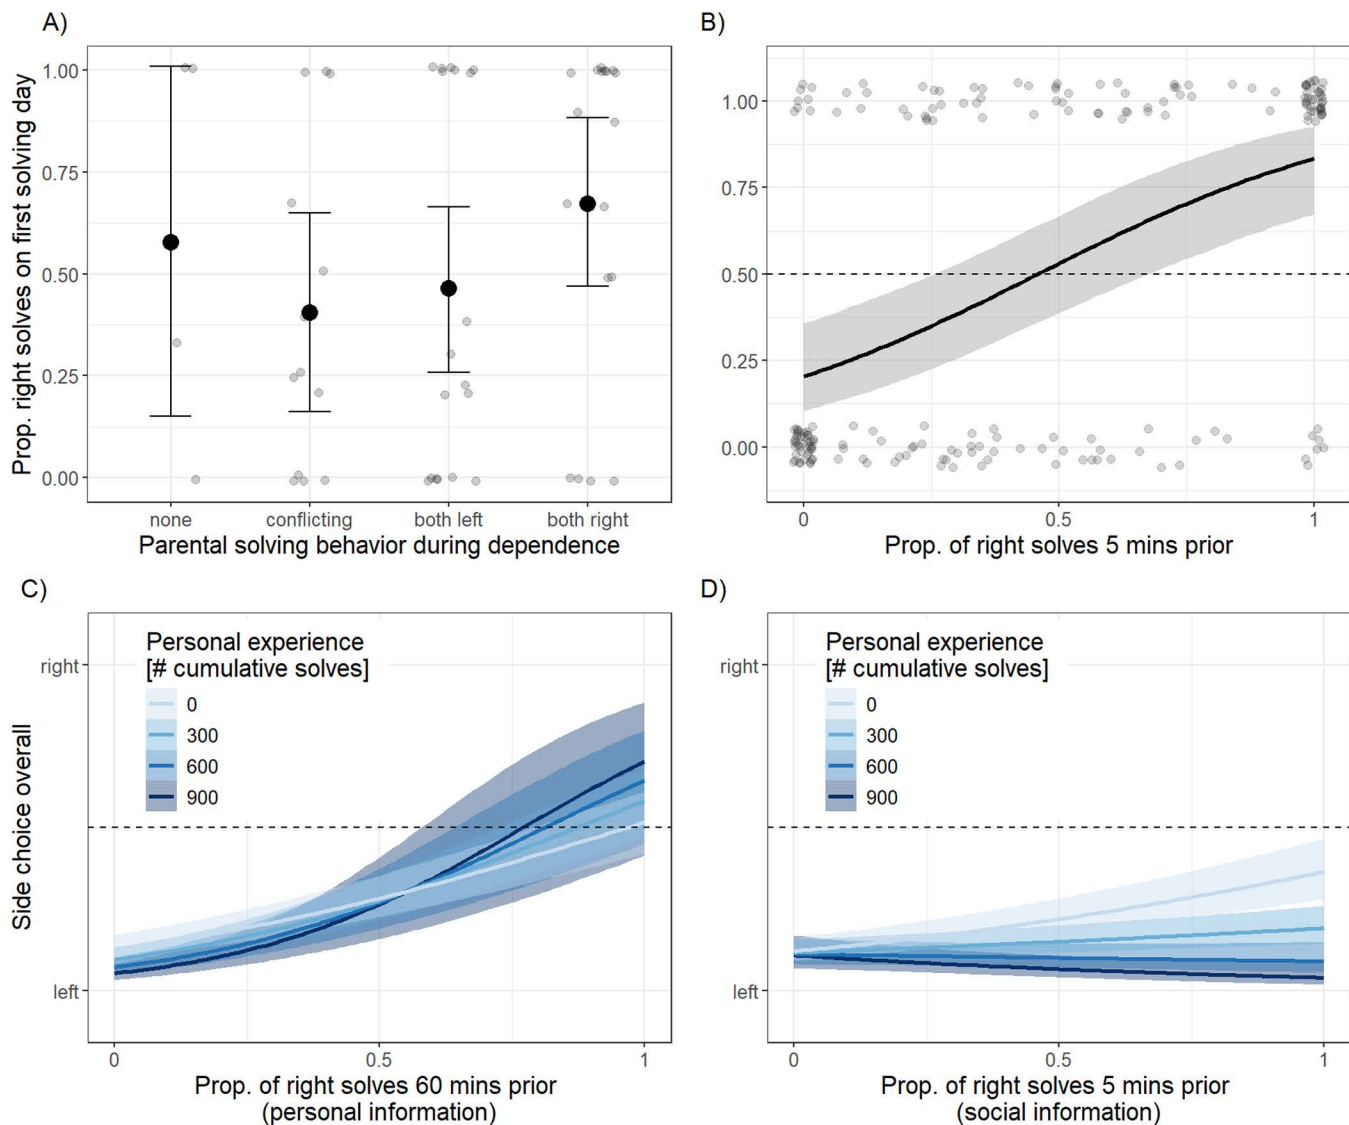 A)
Prop. right solves on first solving day
1.00
0.75
0.50
0.25
0.00
none conflicting both left both right
Parental solving behavior during dependence
B)
1.00
0.75
0.50
0.25
0.00
0 0.5 1
Prop. of right solves 5 mins prior
C)
Side choice overall
right
left
Personal experience
[# cumulative solves]
0
300
600
900
0 0.5 1
Prop. of right solves 60 mins prior
(personal information)
D)
right
left
Personal experience
[# cumulative solves]
0
300
600
900
0 0.5 1
Prop. of right solves 5 mins prior
(social information)